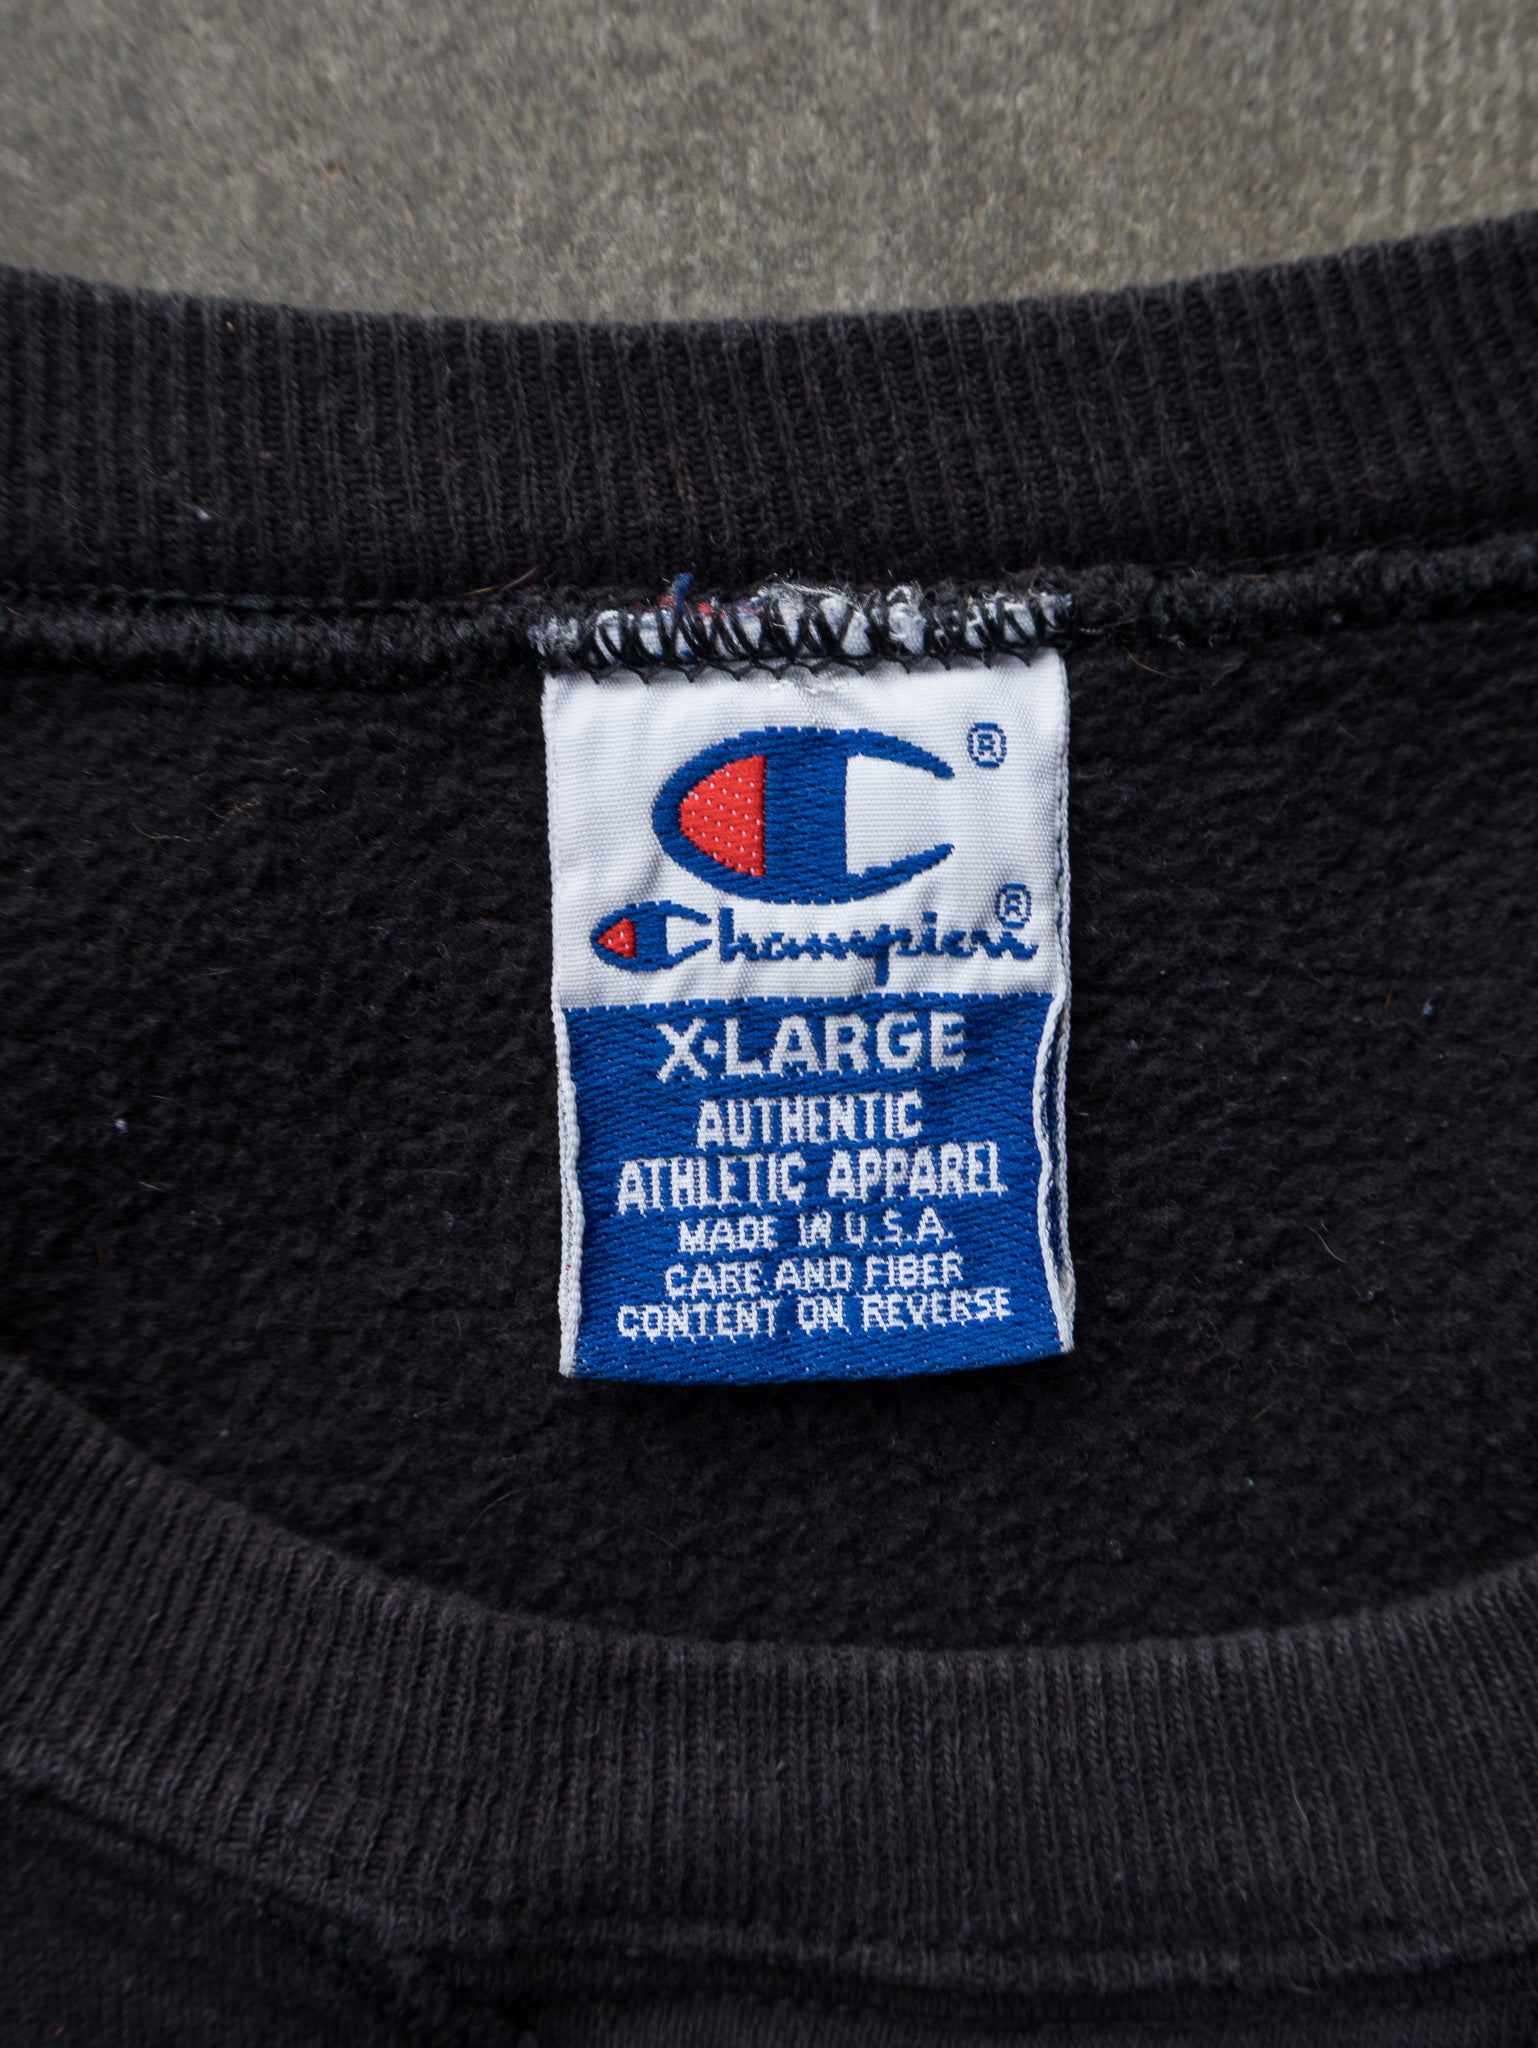 ®
Champion®
X-LARGE
AUTHENTIC
ATHLETIC APPAREL
MADE IN U.S.A.
CARE AND FIBER
CONTENT ON REVERSE